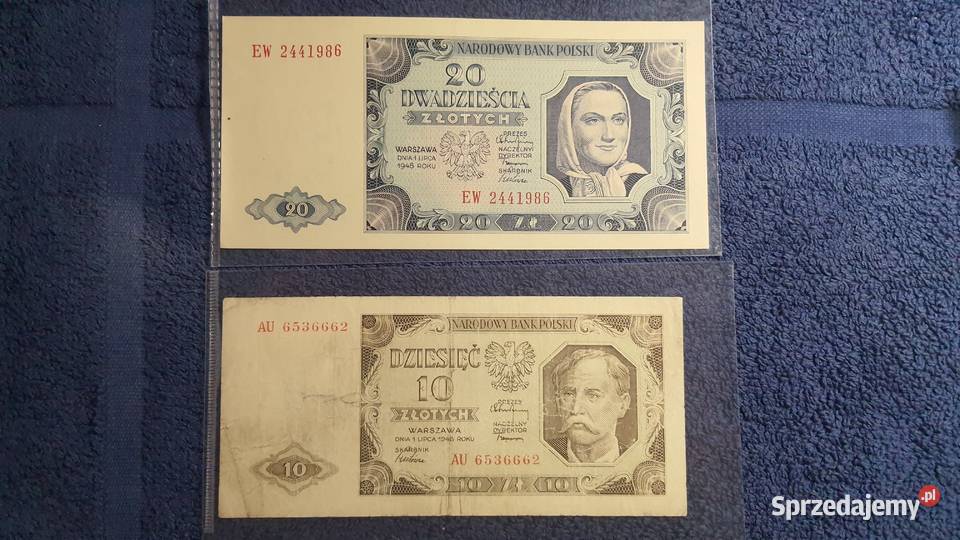 EW 2441986
NARODOWY BANK POLSKI
20
DWADZIEŚCIA
ZŁOTYCH
WARSZAWA
DNIA 1 LIPCA
1948 ROKU
PREZES
NACZELNY
DYREKTOR
SKARBNIK
EW 2441986
20
20 ZŁ 20
AU 6536662
NARODOWY BANK POLSKI
DZIESIĘĆ
10
ZŁOTYCH
WARSZAWA
DNIA 1 LIPCA 1948 ROKU
SKARBNIK
PREZES
NACZELNY
DYREKTOR
AU 6536662
10
10 ZŁ 10
Sprzedajemy.pl